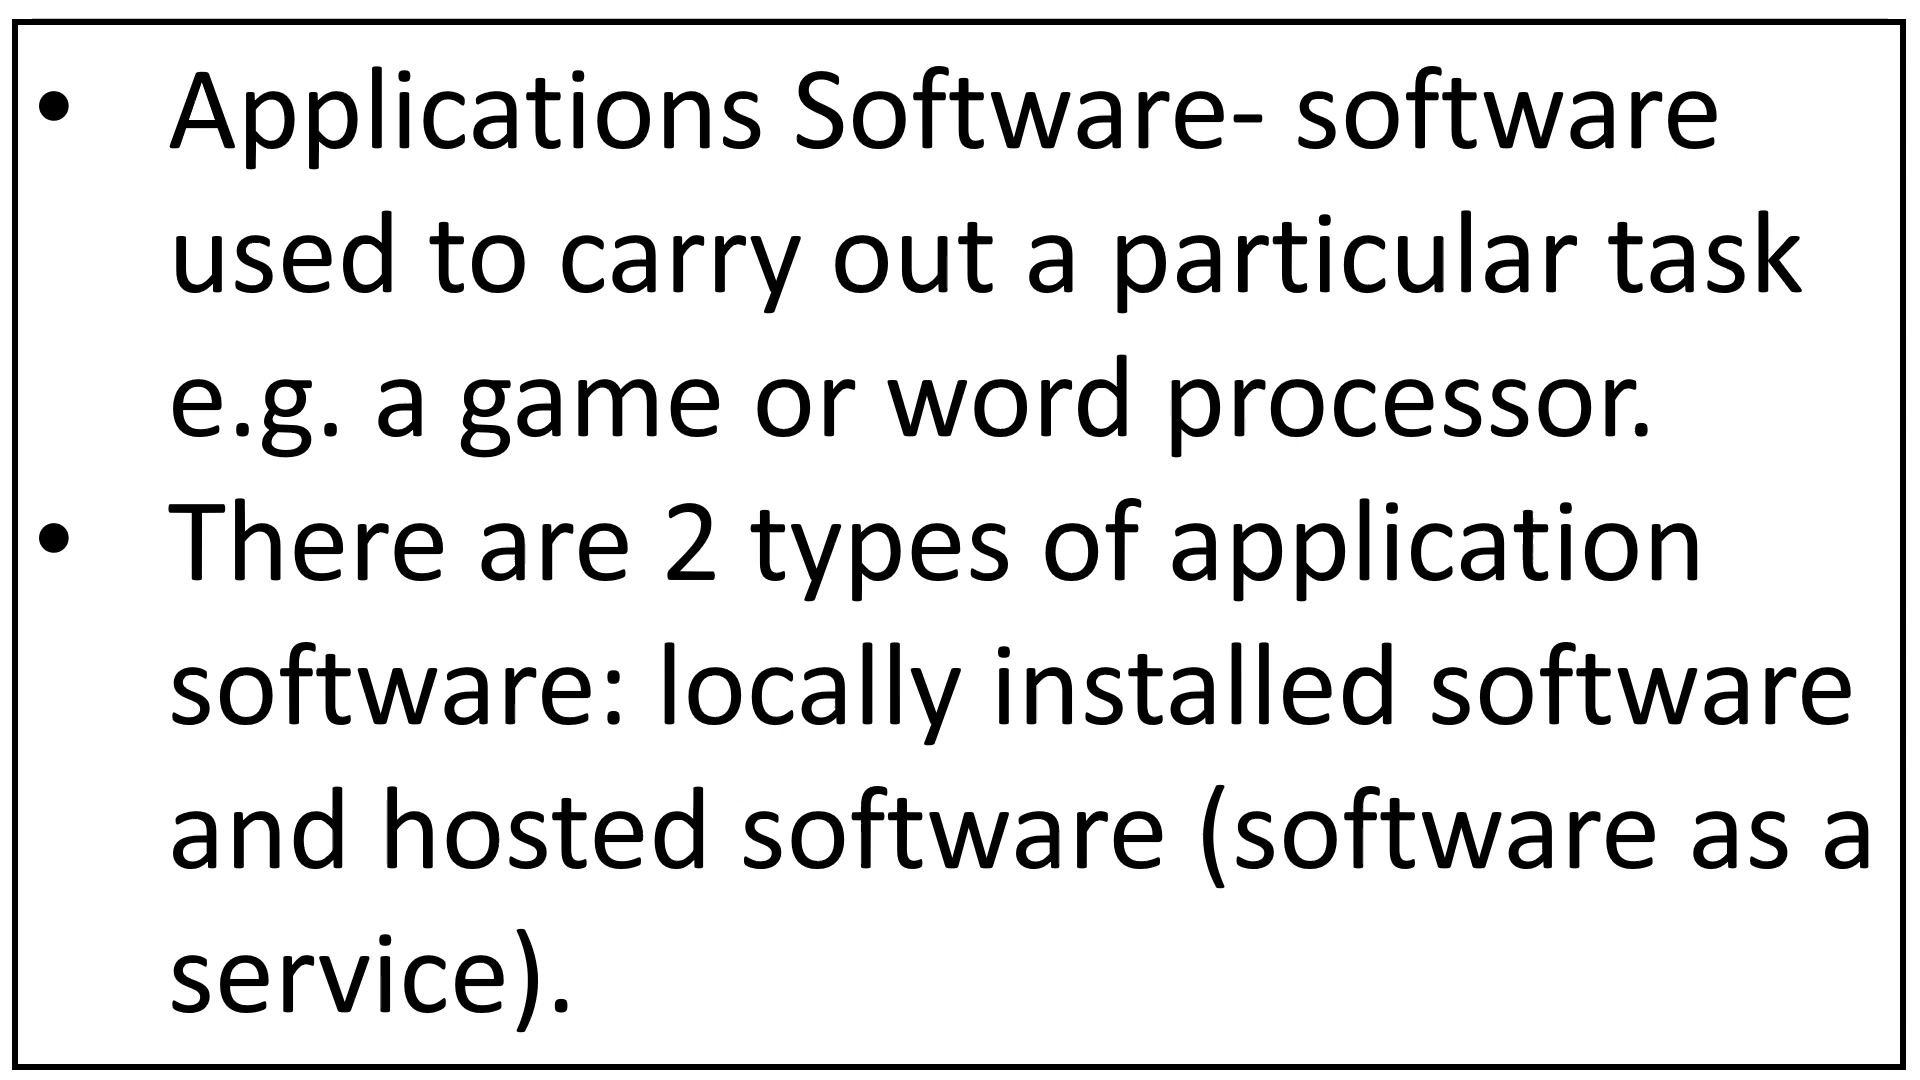 • Applications Software- software
used to carry out a particular task
e.g. a game or word processor.
• There are 2 types of application
software: locally installed software
and hosted software (software as a
service).